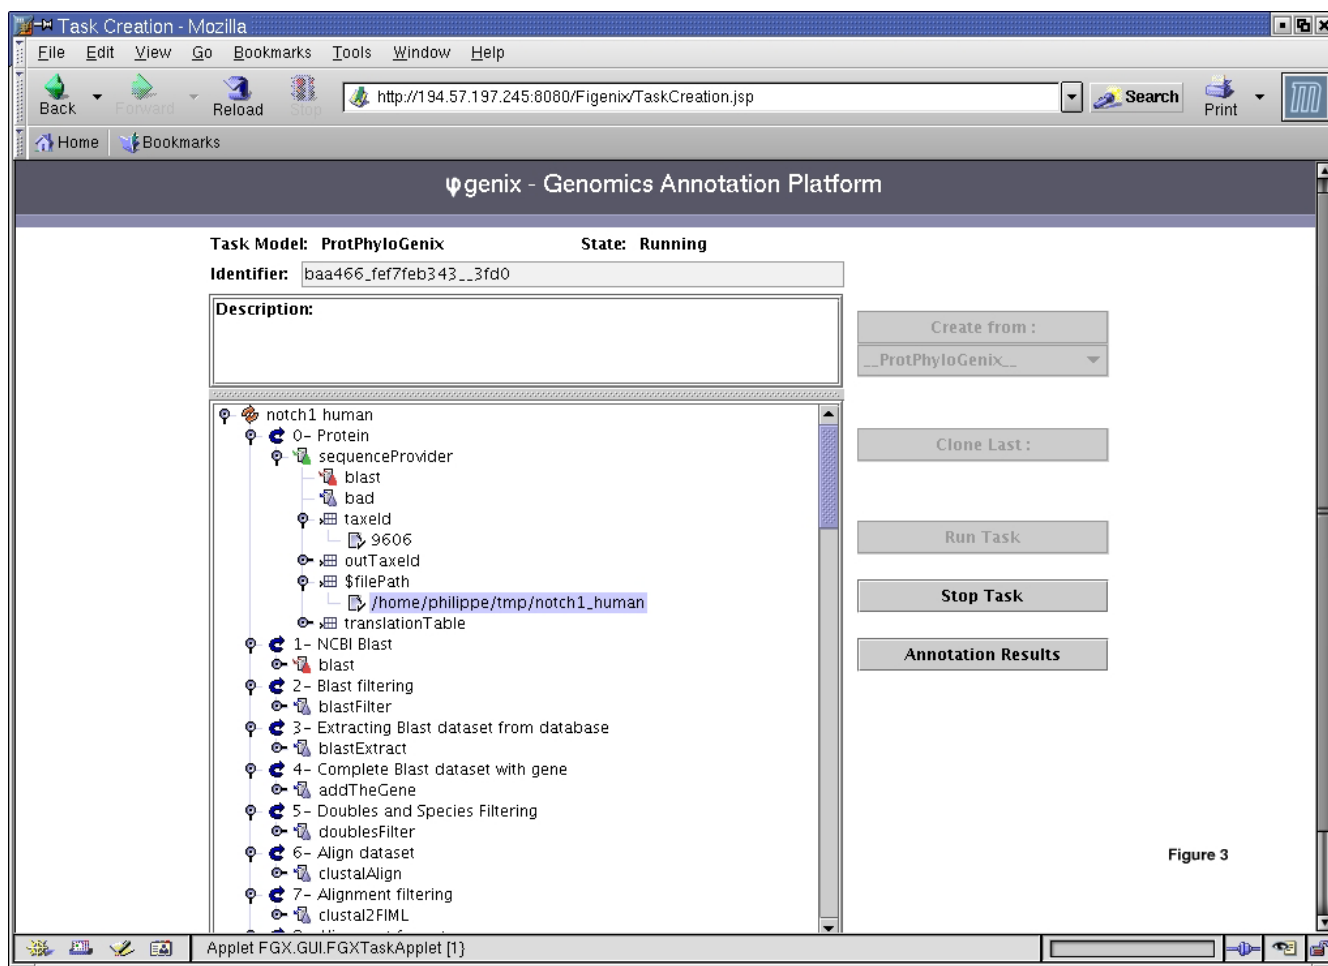 Task Creation - Mozilla
File Edit View Go Bookmarks Tools Window Help
Back Forward Reload Stop http://194.57.197.245:8080/Figenix/TaskCreation.jsp Search Print
Home Bookmarks
φgenix - Genomics Annotation Platform
Task Model: ProtPhyloGenix State: Running
Identifier: baa466_fef7feb343__3fd0
Description:
Create from :
__ProtPhyloGenix__
Clone Last :
Run Task
Stop Task
Annotation Results
notch1 human
0- Protein
sequenceProvider
blast
bad
taxeId
9606
outTaxeId
$filePath
/home/philippe/tmp/notch1_human
translationTable
1- NCBI Blast
blast
2- Blast filtering
blastFilter
3- Extracting Blast dataset from database
blastExtract
4- Complete Blast dataset with gene
addTheGene
5- Doubles and Species Filtering
doublesFilter
6- Align dataset
clustalAlign
7- Alignment filtering
clustal2FIML
Figure 3
Applet FGX.GUI.FGXTaskApplet [1}